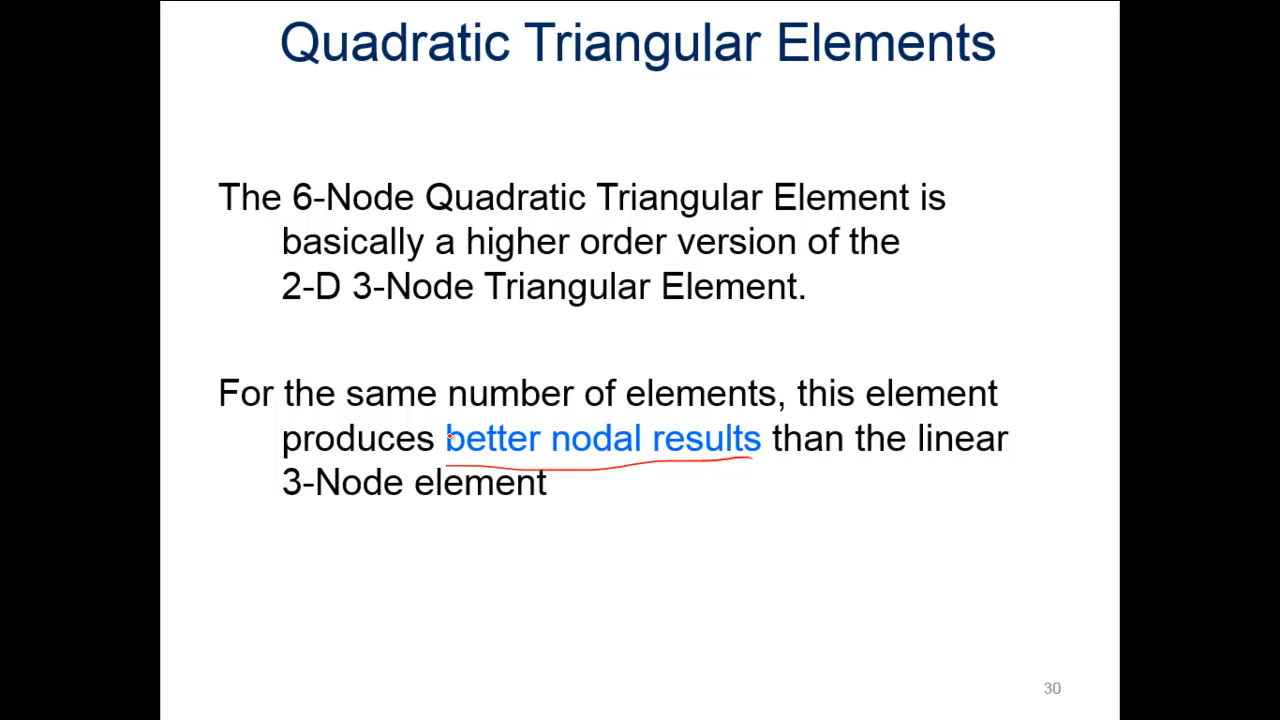 Quadratic Triangular Elements
The 6-Node Quadratic Triangular Element is
basically a higher order version of the
2-D 3-Node Triangular Element.
For the same number of elements, this element
produces better nodal results than the linear
3-Node element
30